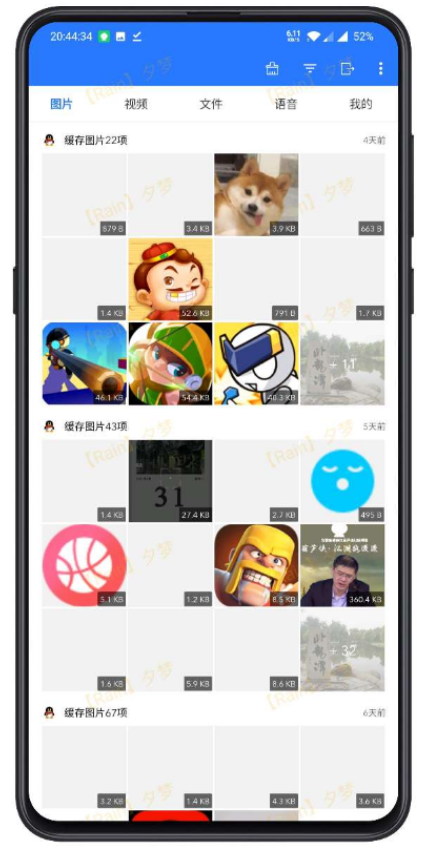 20:44:34
6.11
KB/S
52%
图片
视频
文件
语音
我的
缓存图片22项
4天前
579 B
3.4 KB
3.9 KB
663 B
1.4 KB
52.6 KB
791 B
1.7 KB
46.1 KB
54.4 KB
40.3 KB
+ 11
缓存图片43项
5天前
1.4 KB
31
27.4 KB
2.7 KB
495 B
5.1 KB
1.2 KB
8.5 KB
360.4 KB
1.6 KB
5.9 KB
8.6 KB
+ 32
缓存图片67项
6天前
3.2 KB
1.4 KB
4.3 KB
3.6 KB
【Rain】夕梦